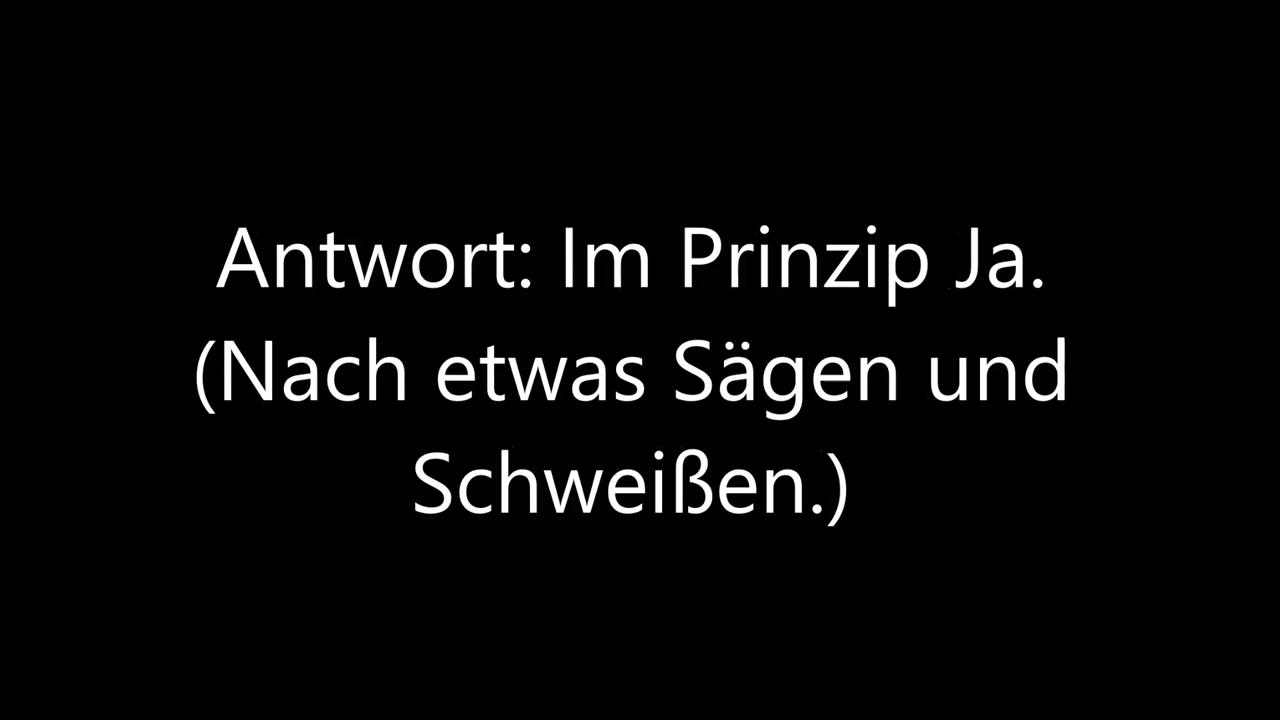 Antwort: Im Prinzip Ja.
(Nach etwas Sägen und
Schweißen.)